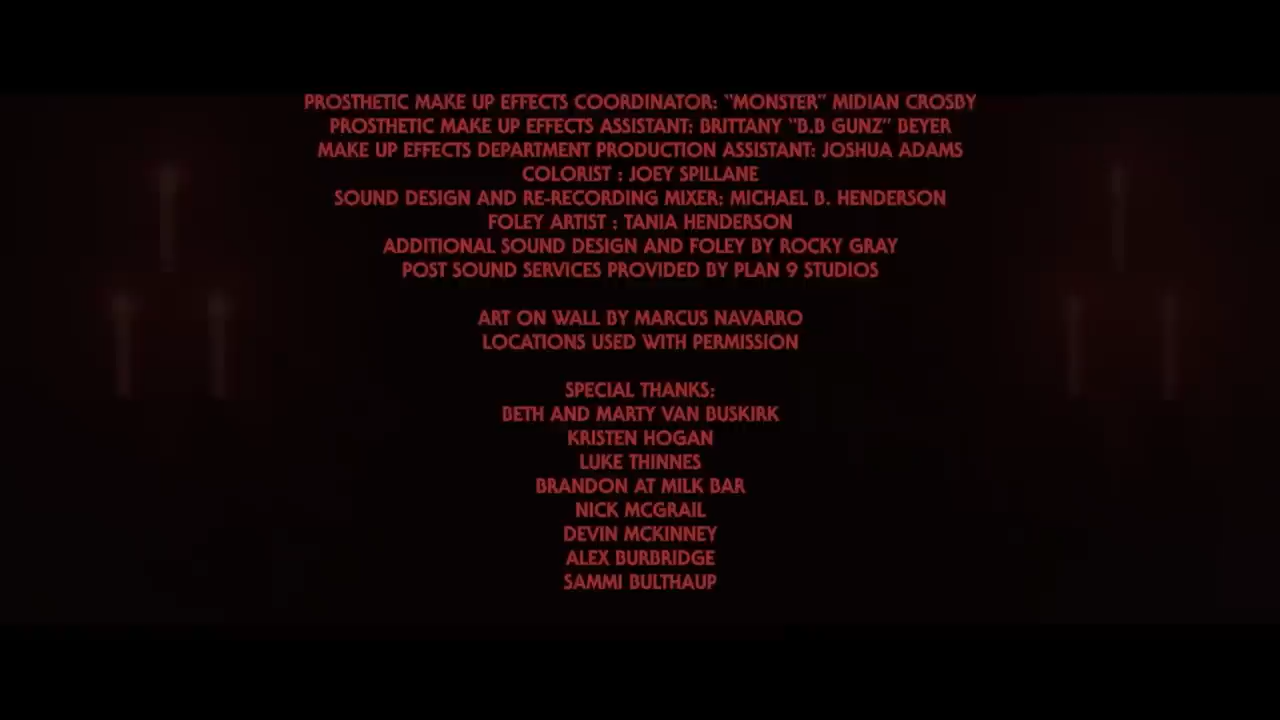 PROSTHETIC MAKE UP EFFECTS COORDINATOR: "MONSTER" MIDIAN CROSBY
PROSTHETIC MAKE UP EFFECTS ASSISTANT: BRITTANY "B.B GUNZ" BEYER
MAKE UP EFFECTS DEPARTMENT PRODUCTION ASSISTANT: JOSHUA ADAMS
COLORIST : JOEY SPILLANE
SOUND DESIGN AND RE-RECORDING MIXER: MICHAEL B. HENDERSON
FOLEY ARTIST : TANIA HENDERSON
ADDITIONAL SOUND DESIGN AND FOLEY BY ROCKY GRAY
POST SOUND SERVICES PROVIDED BY PLAN 9 STUDIOS
ART ON WALL BY MARCUS NAVARRO
LOCATIONS USED WITH PERMISSION
SPECIAL THANKS:
BETH AND MARTY VAN BUSKIRK
KRISTEN HOGAN
LUKE THINNES
BRANDON AT MILK BAR
NICK MCGRAIL
DEVIN MCKINNEY
ALEX BURBRIDGE
SAMMI BULTHAUP